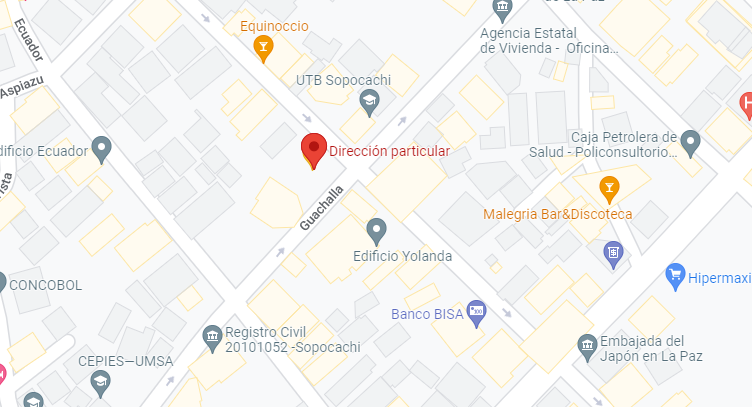 Ecuador
Equinoccio
Agencia Estatal
de Vivienda - Oficina...
Aspiazu
UTB Sopocachi
Edificio Ecuador
Dirección particular
Caja Petrolera de
Salud - Policonsultorio...
Guachalla
Malegria Bar&Discoteca
Edificio Yolanda
Hipermaxi
CONCOBOL
Banco BISA
Registro Civil
20101052 -Sopocachi
Embajada del
Japón en La Paz
CEPIES—UMSA